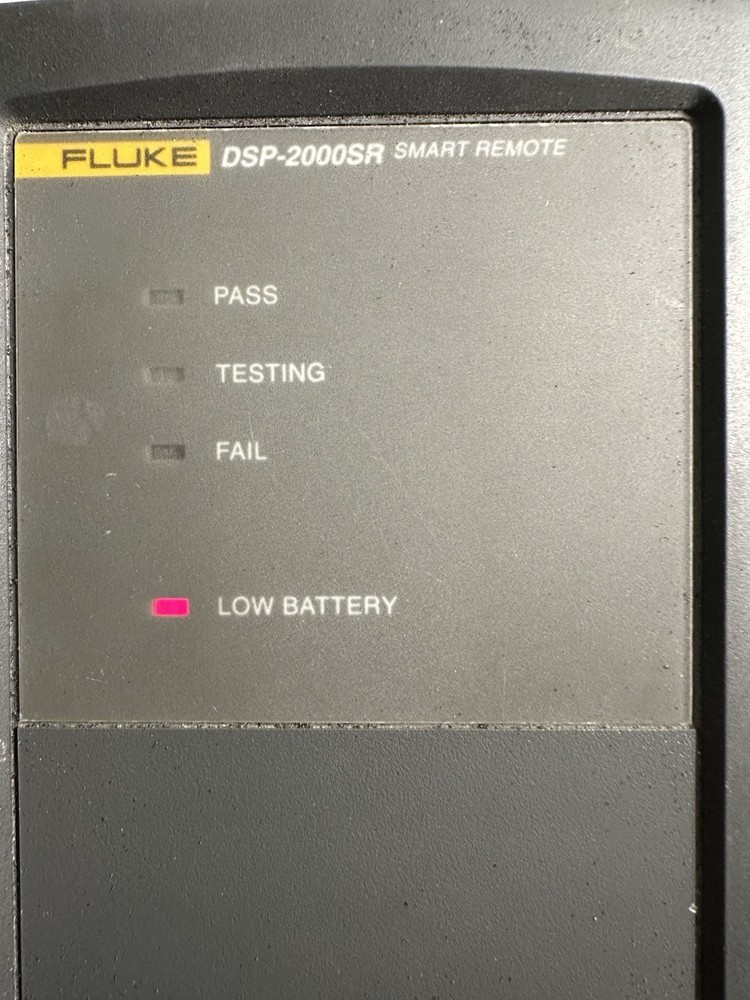 FLUKE DSP-2000SR SMART REMOTE
PASS
TESTING
FAIL
LOW BATTERY